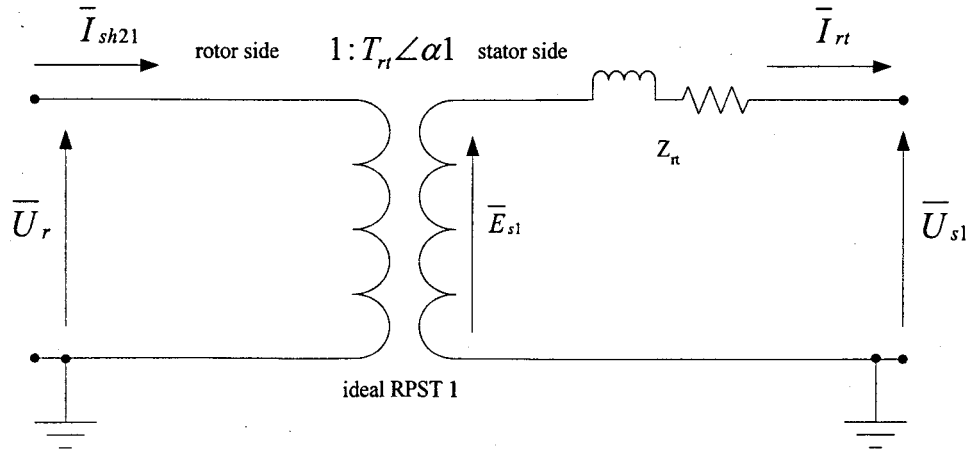 I̅sh21
rotor side
1:Trt∠α1
stator side
I̅rt
Zrt
U̅r
E̅s1
U̅s1
ideal RPST 1